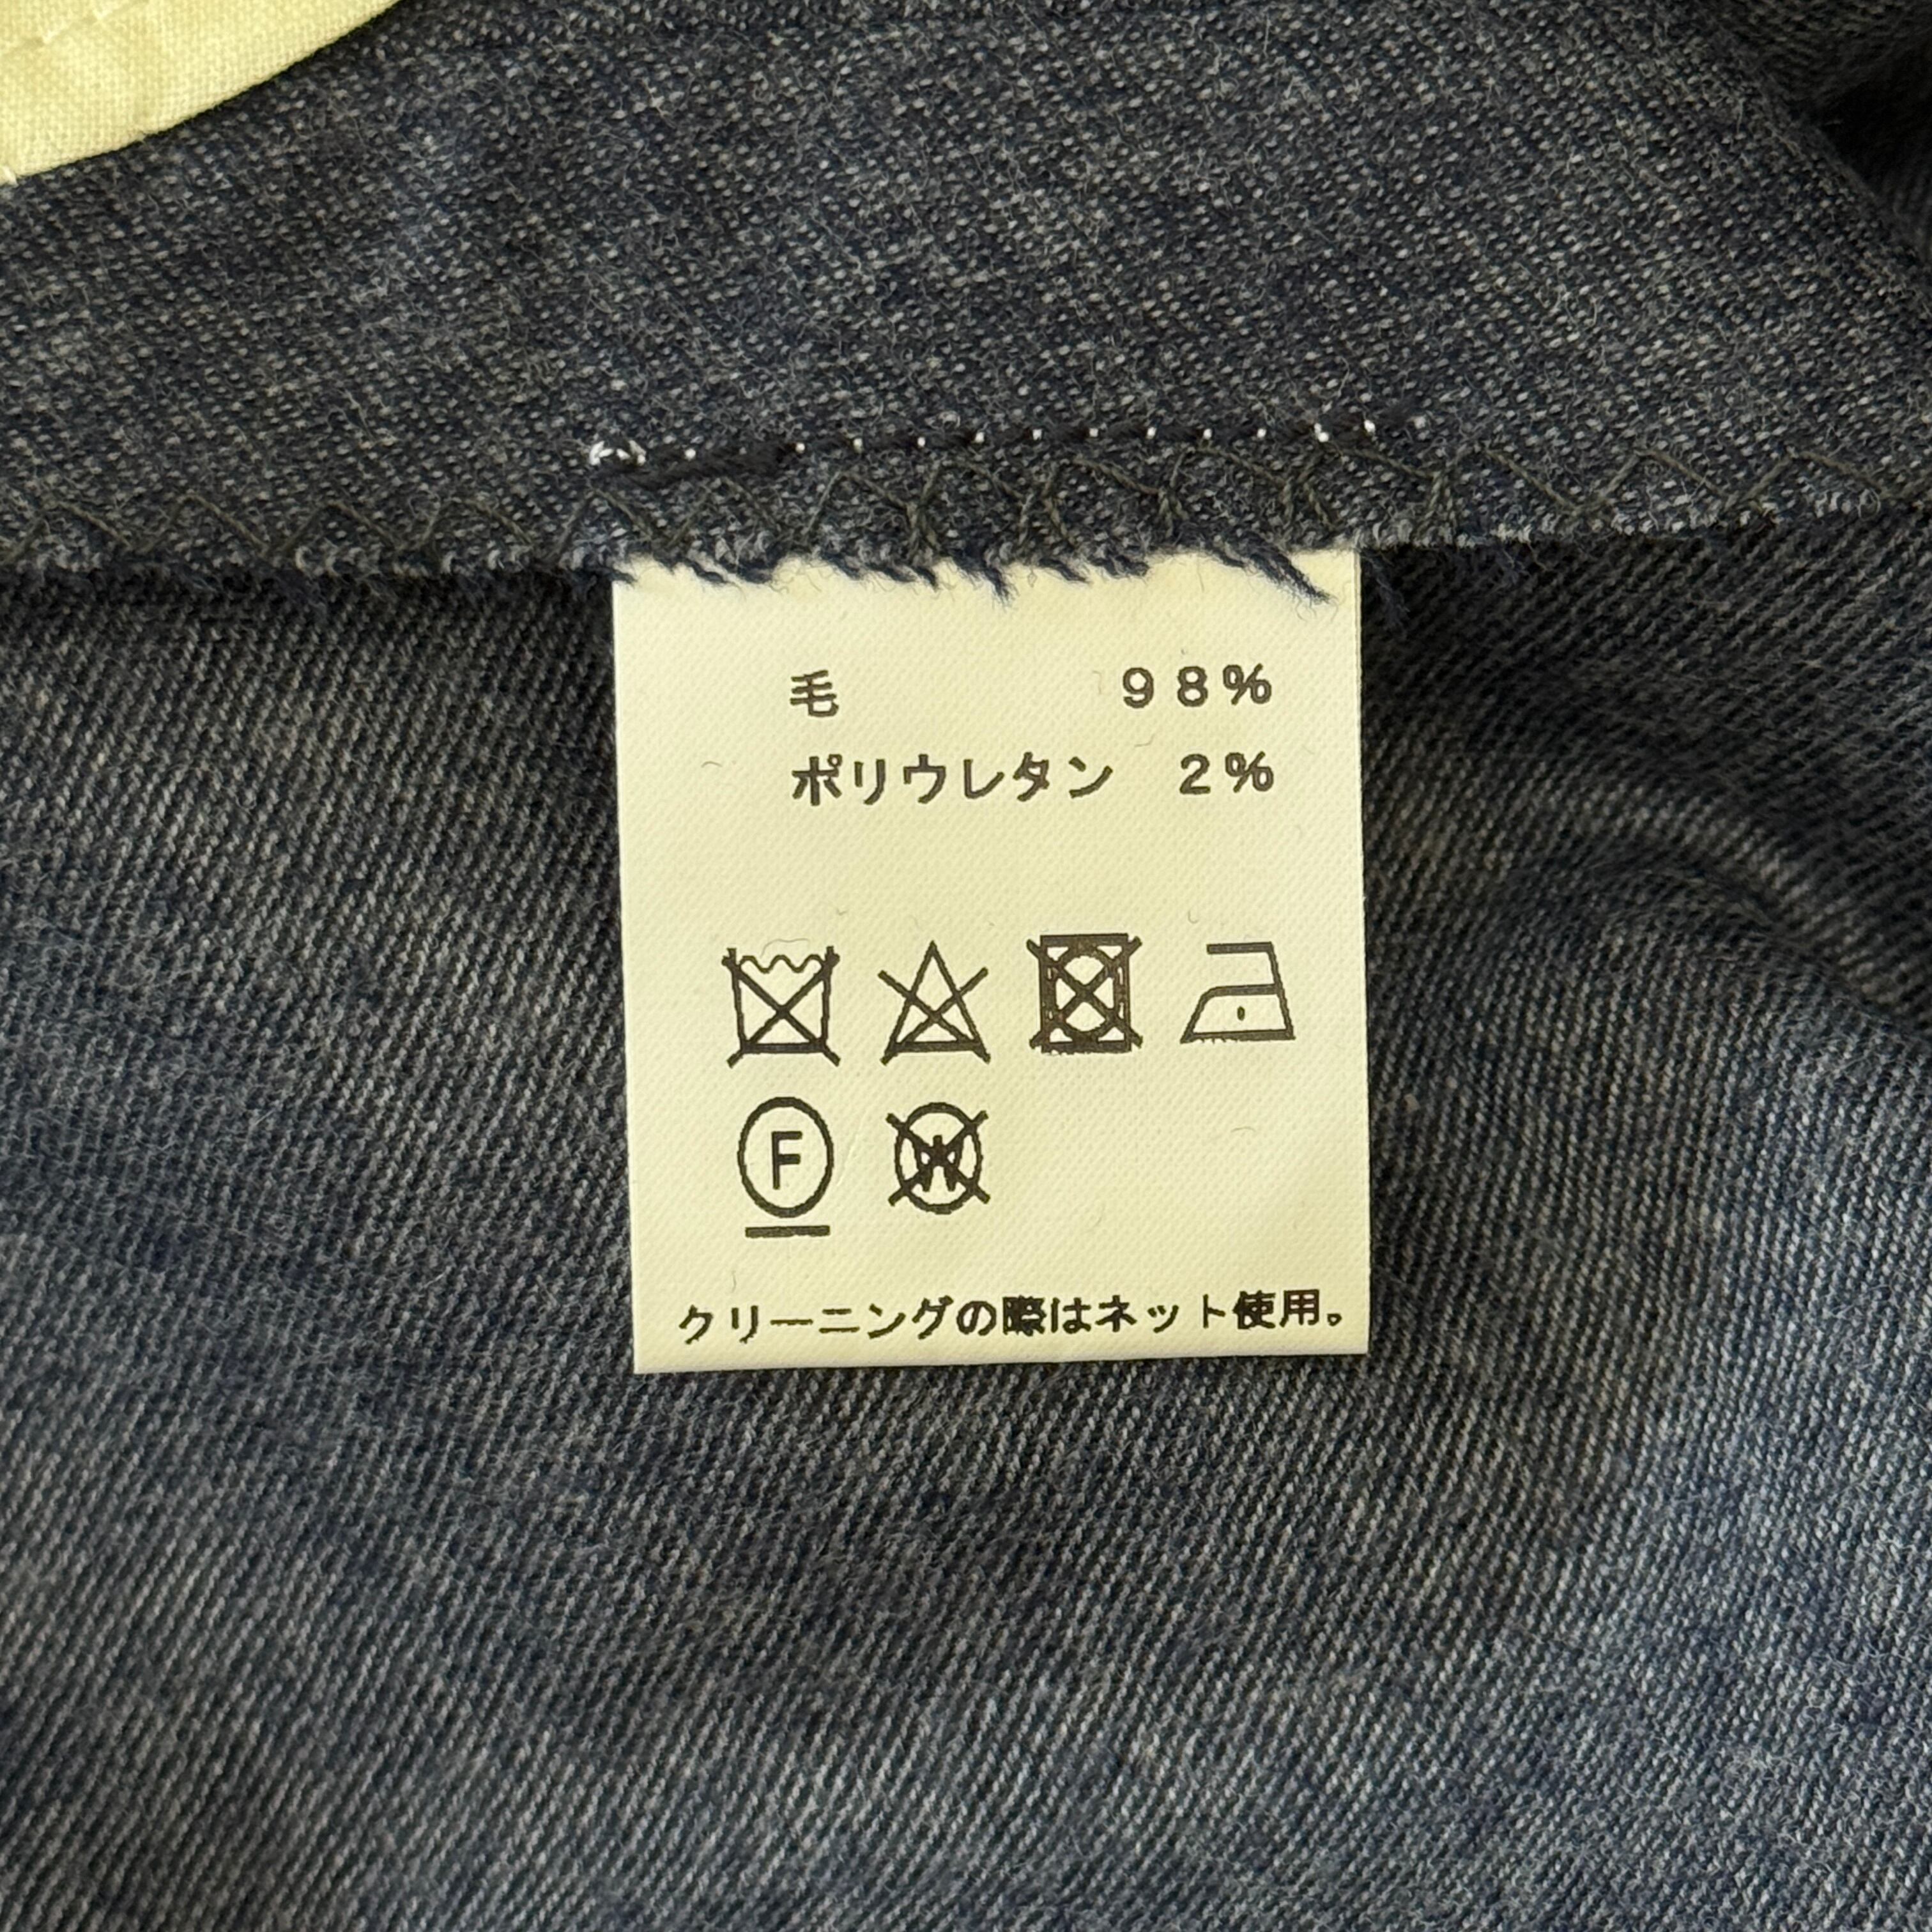 毛 98%
ポリウレタン 2%
F
W
クリーニングの際はネット使用。